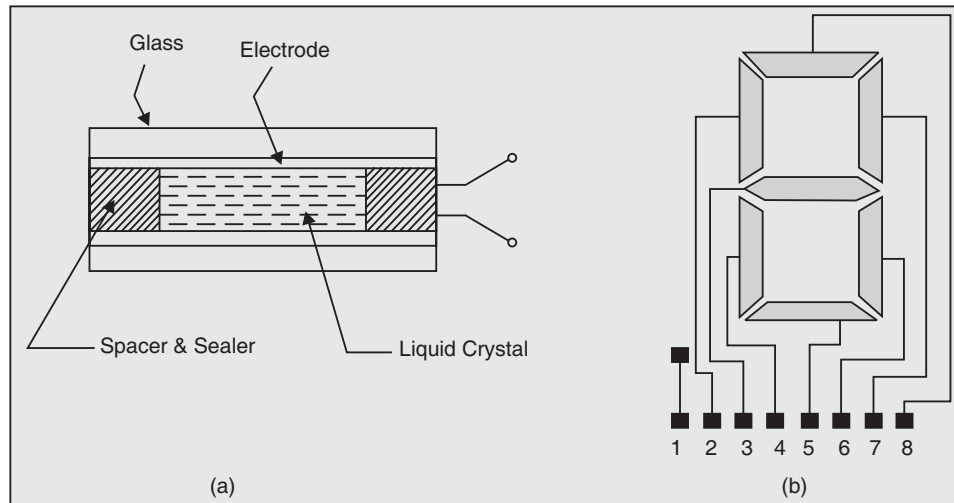 Glass
Electrode
Spacer & Sealer
Liquid Crystal
1 2 3 4 5 6 7 8
(a)
(b)